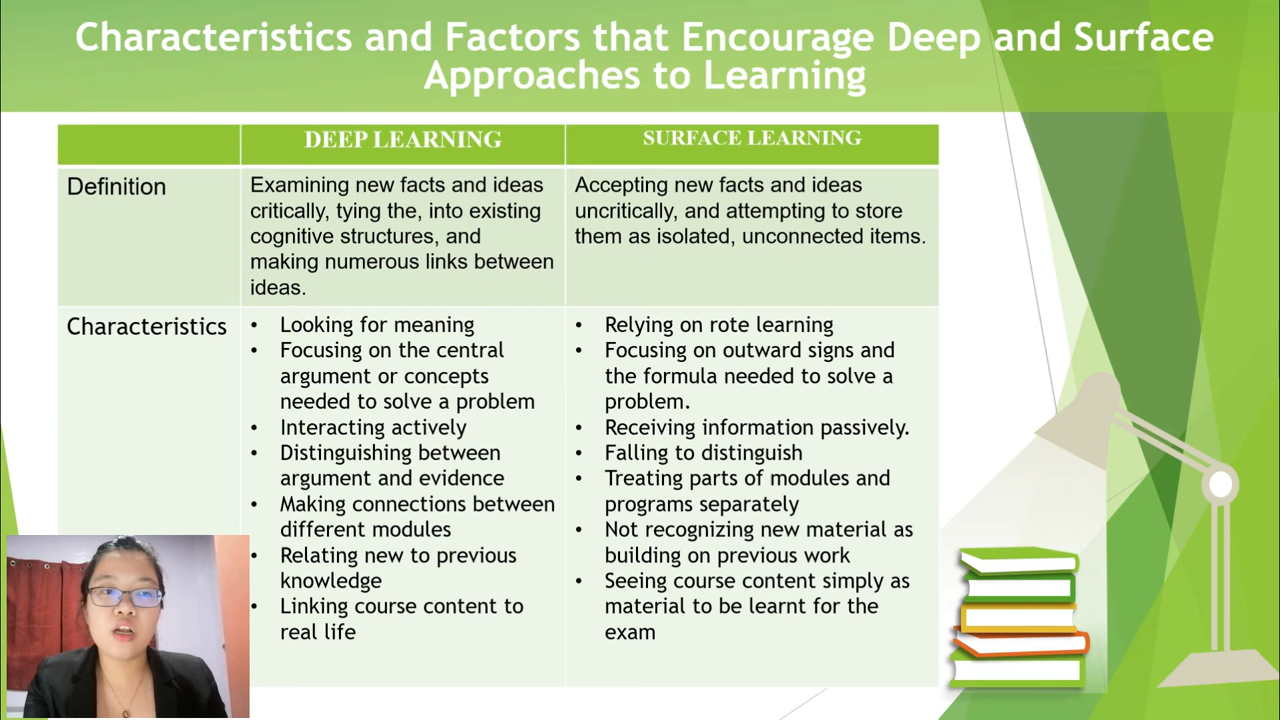 Characteristics and Factors that Encourage Deep and Surface
Approaches to Learning
DEEP LEARNING
SURFACE LEARNING
Definition
Examining new facts and ideas
critically, tying the, into existing
cognitive structures, and
making numerous links between
ideas.
Accepting new facts and ideas
uncritically, and attempting to store
them as isolated, unconnected items.
Characteristics
• Looking for meaning
• Focusing on the central
argument or concepts
needed to solve a problem
• Interacting actively
• Distinguishing between
argument and evidence
• Making connections between
different modules
• Relating new to previous
knowledge
• Linking course content to
real life
• Relying on rote learning
• Focusing on outward signs and
the formula needed to solve a
problem.
• Receiving information passively.
• Falling to distinguish
• Treating parts of modules and
programs separately
• Not recognizing new material as
building on previous work
• Seeing course content simply as
material to be learnt for the
exam